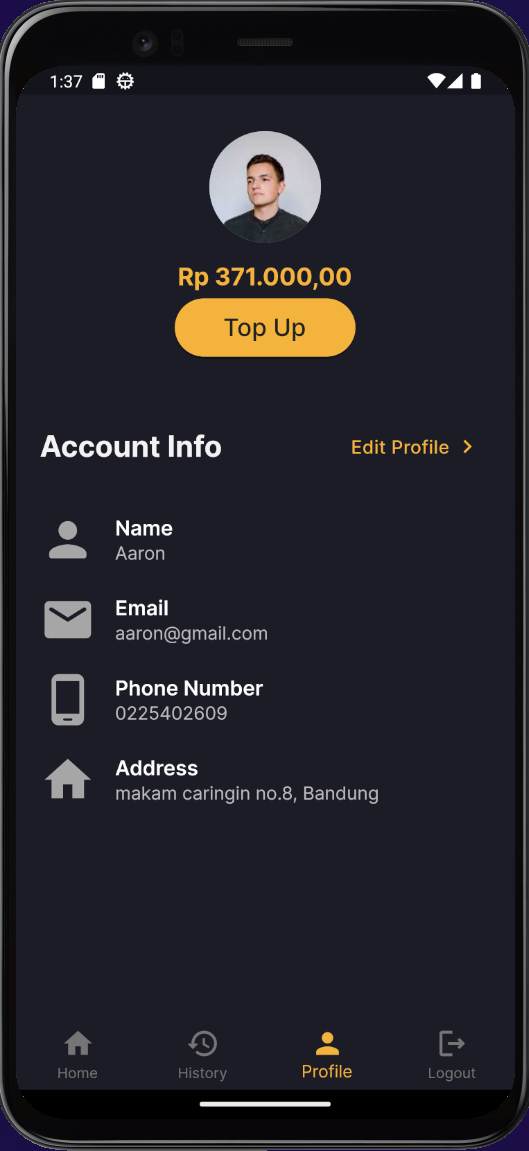 1:37
Rp 371.000,00
Top Up
Account Info
Edit Profile
Name
Aaron
Email
aaron@gmail.com
Phone Number
0225402609
Address
makam caringin no.8, Bandung
Home
History
Profile
Logout